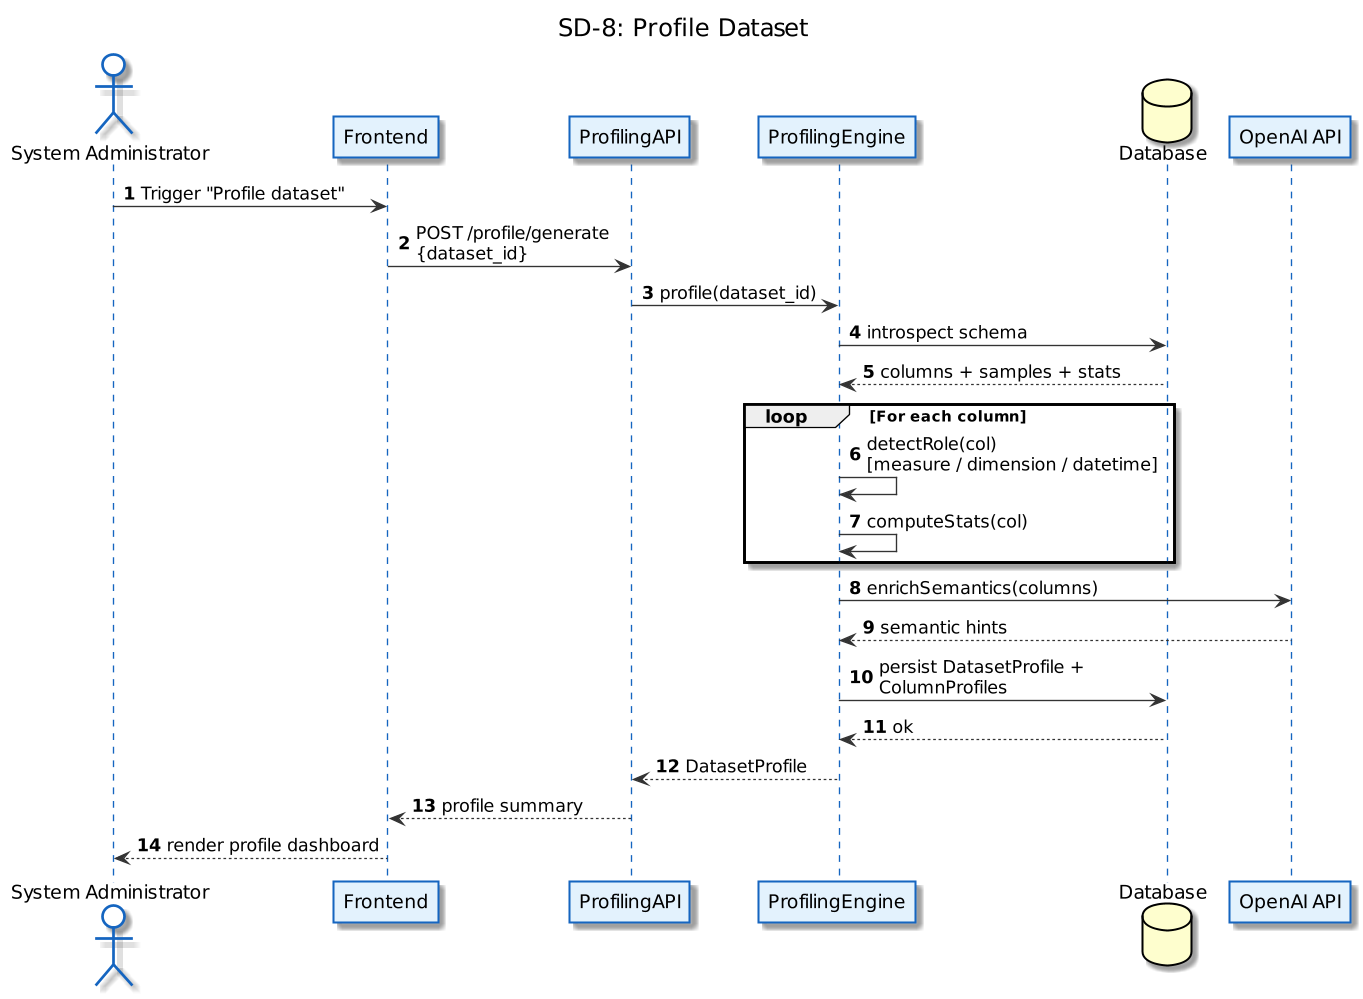 SD-8: Profile Dataset
System Administrator
Frontend
ProfilingAPI
ProfilingEngine
Database
OpenAI API
1 Trigger "Profile dataset"
2 POST /profile/generate
{dataset_id}
3 profile(dataset_id)
4 introspect schema
5 columns + samples + stats
loop [For each column]
6 detectRole(col)
[measure / dimension / datetime]
7 computeStats(col)
8 enrichSemantics(columns)
9 semantic hints
10 persist DatasetProfile +
ColumnProfiles
11 ok
12 DatasetProfile
13 profile summary
14 render profile dashboard
System Administrator
Frontend
ProfilingAPI
ProfilingEngine
Database
OpenAI API